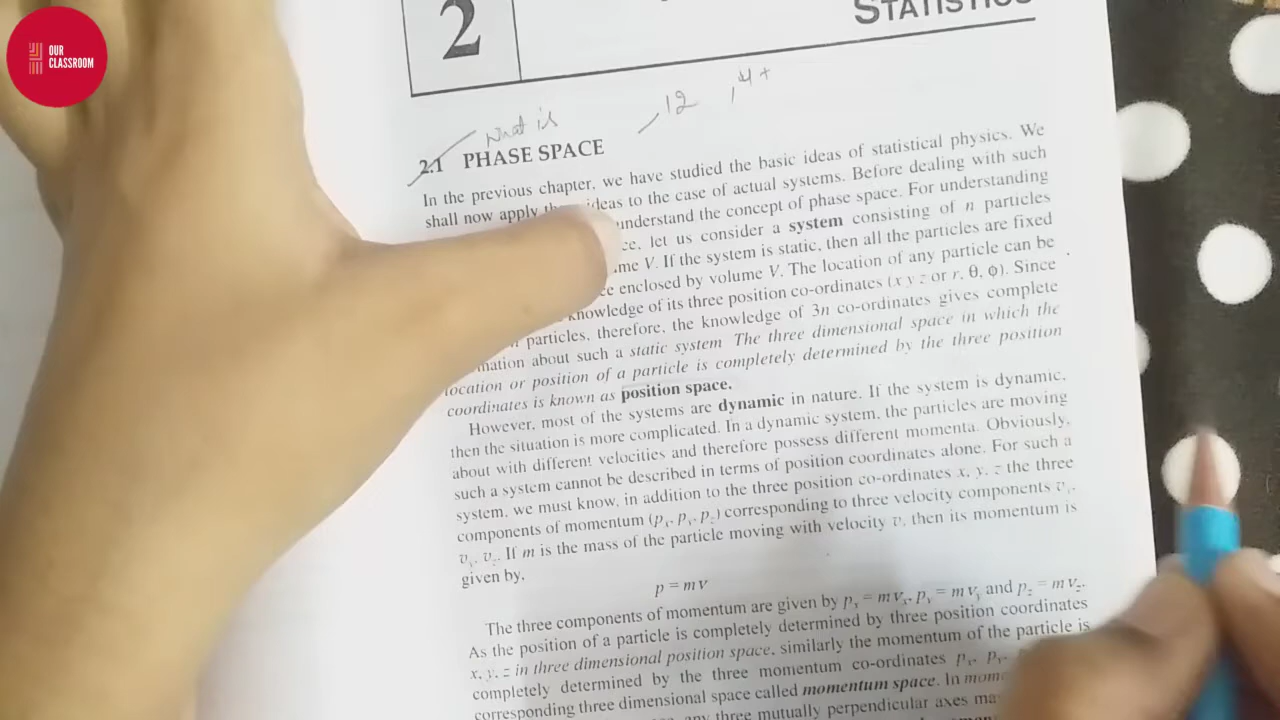 OUR
CLASSROOM
2
STATISTICS
What is
, 12 , 4 +
2.1 PHASE SPACE
In the previous chapter, we have studied the basic ideas of statistical physics. We
shall now apply ideas to the case of actual systems. Before dealing with such
understand the concept of phase space. For understanding
let us consider a system consisting of n particles
V. If the system is static, then all the particles are fixed
enclosed by volume V. The location of any particle can be
knowledge of its three position co-ordinates (x y z or r, θ, ϕ). Since
particles, therefore, the knowledge of 3n co-ordinates gives complete
about such a static system The three dimensional space in which the
location or position of a particle is completely determined by the three position
coordinates is known as position space.
However, most of the systems are dynamic in nature. If the system is dynamic,
then the situation is more complicated. In a dynamic system, the particles are moving
about with different velocities and therefore possess different momenta. Obviously,
such a system cannot be described in terms of position coordinates alone. For such a
system, we must know, in addition to the three position co-ordinates x, y, z the three
components of momentum (pₓ, pᵧ, p_z) corresponding to three velocity components vₓ,
vᵧ, v_z. If m is the mass of the particle moving with velocity v, then its momentum is
given by,
p = mv
The three components of momentum are given by pₓ = mvₓ, pᵧ = mvᵧ and p_z = mv_z.
As the position of a particle is completely determined by three position coordinates
x, y, z in three dimensional position space, similarly the momentum of the particle is
completely determined by the three momentum co-ordinates pₓ, pᵧ,
corresponding three dimensional space called momentum space. In
any three mutually perpendicular axes